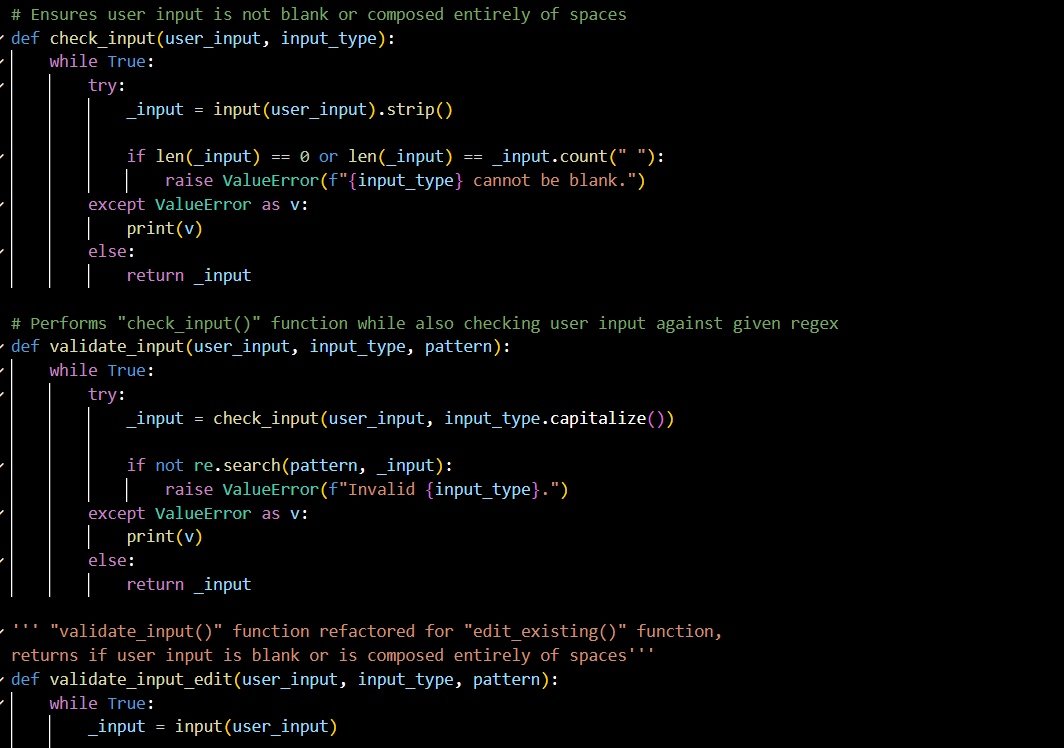 # Ensures user input is not blank or composed entirely of spaces
def check_input(user_input, input_type):
    while True:
        try:
            _input = input(user_input).strip()

            if len(_input) == 0 or len(_input) == _input.count(" "):
                raise ValueError(f"{input_type} cannot be blank.")
        except ValueError as v:
            print(v)
        else:
            return _input

# Performs "check_input()" function while also checking user input against given regex
def validate_input(user_input, input_type, pattern):
    while True:
        try:
            _input = check_input(user_input, input_type.capitalize())

            if not re.search(pattern, _input):
                raise ValueError(f"Invalid {input_type}.")
        except ValueError as v:
            print(v)
        else:
            return _input

''' "validate_input()" function refactored for "edit_existing()" function,
returns if user input is blank or is composed entirely of spaces'''
def validate_input_edit(user_input, input_type, pattern):
    while True:
        _input = input(user_input)